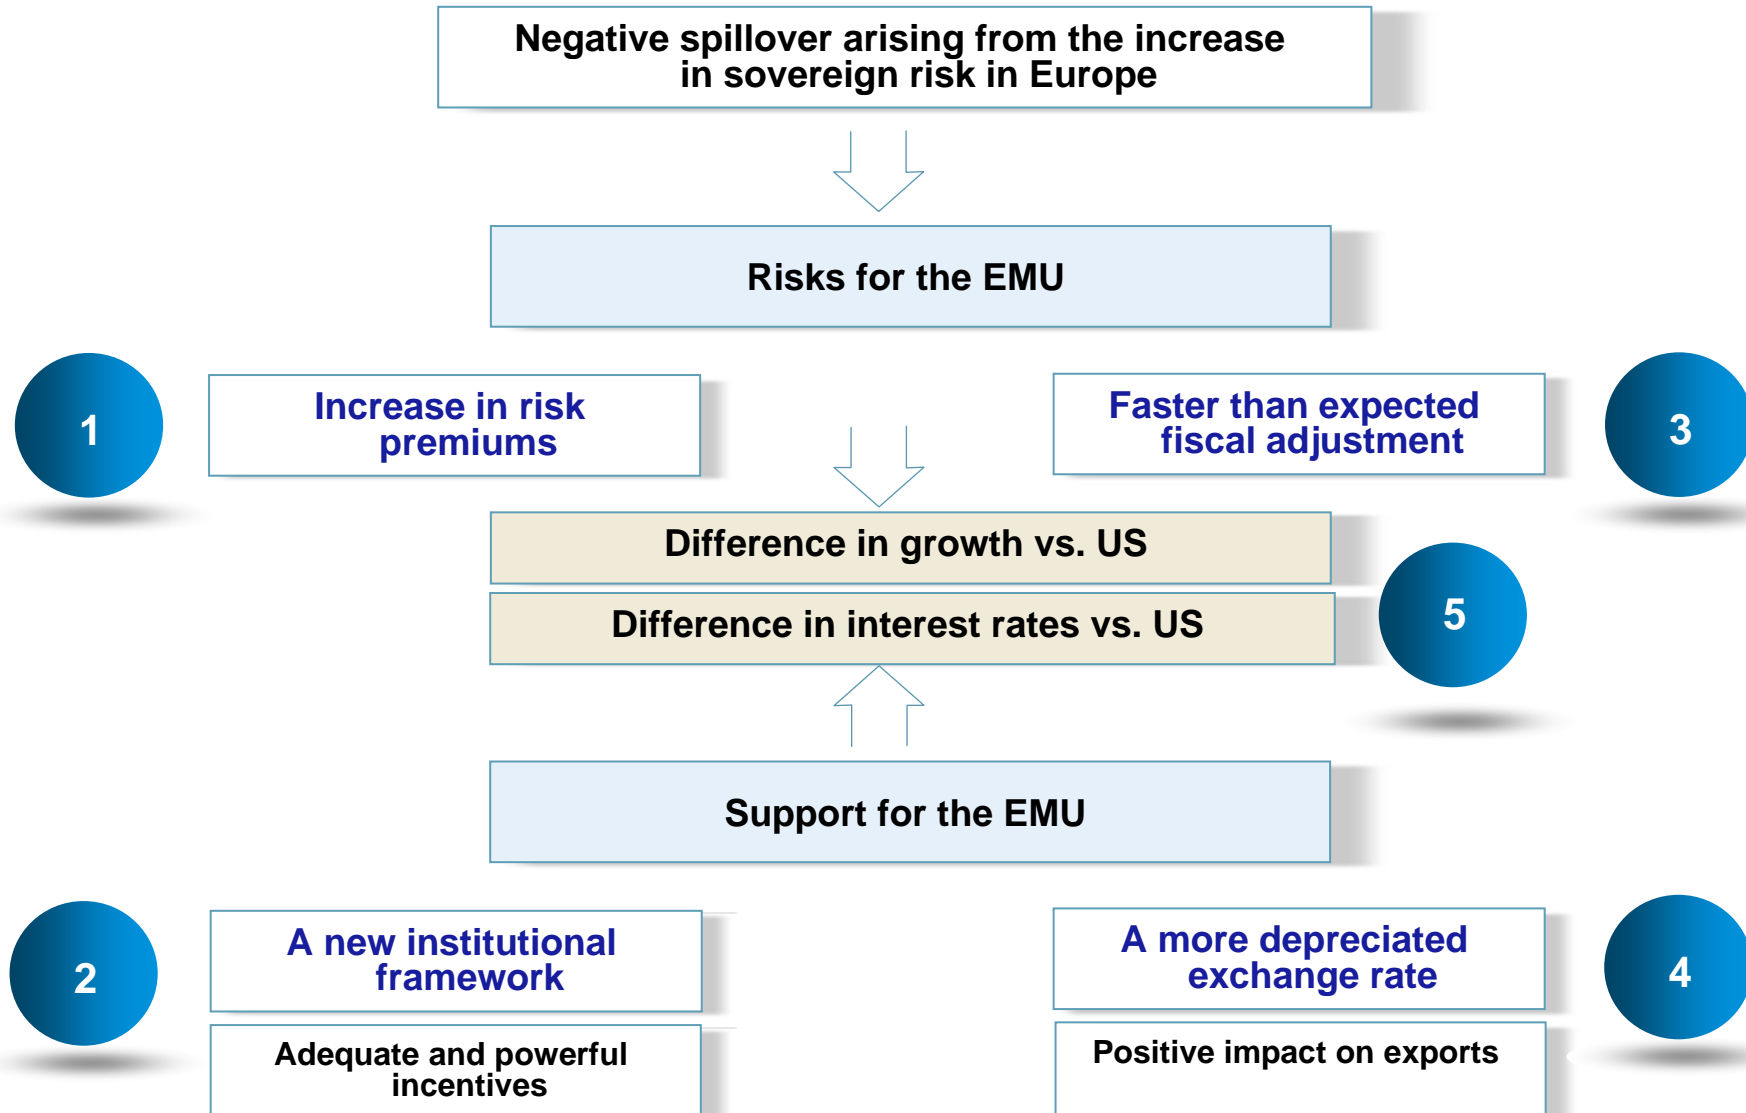 Negative spillover arising from the increase
in sovereign risk in Europe
Risks for the EMU
1
Increase in risk
premiums
Faster than expected
fiscal adjustment
3
Difference in growth vs. US
Difference in interest rates vs. US
5
Support for the EMU
2
A new institutional
framework
A more depreciated
exchange rate
4
Adequate and powerful
incentives
Positive impact on exports